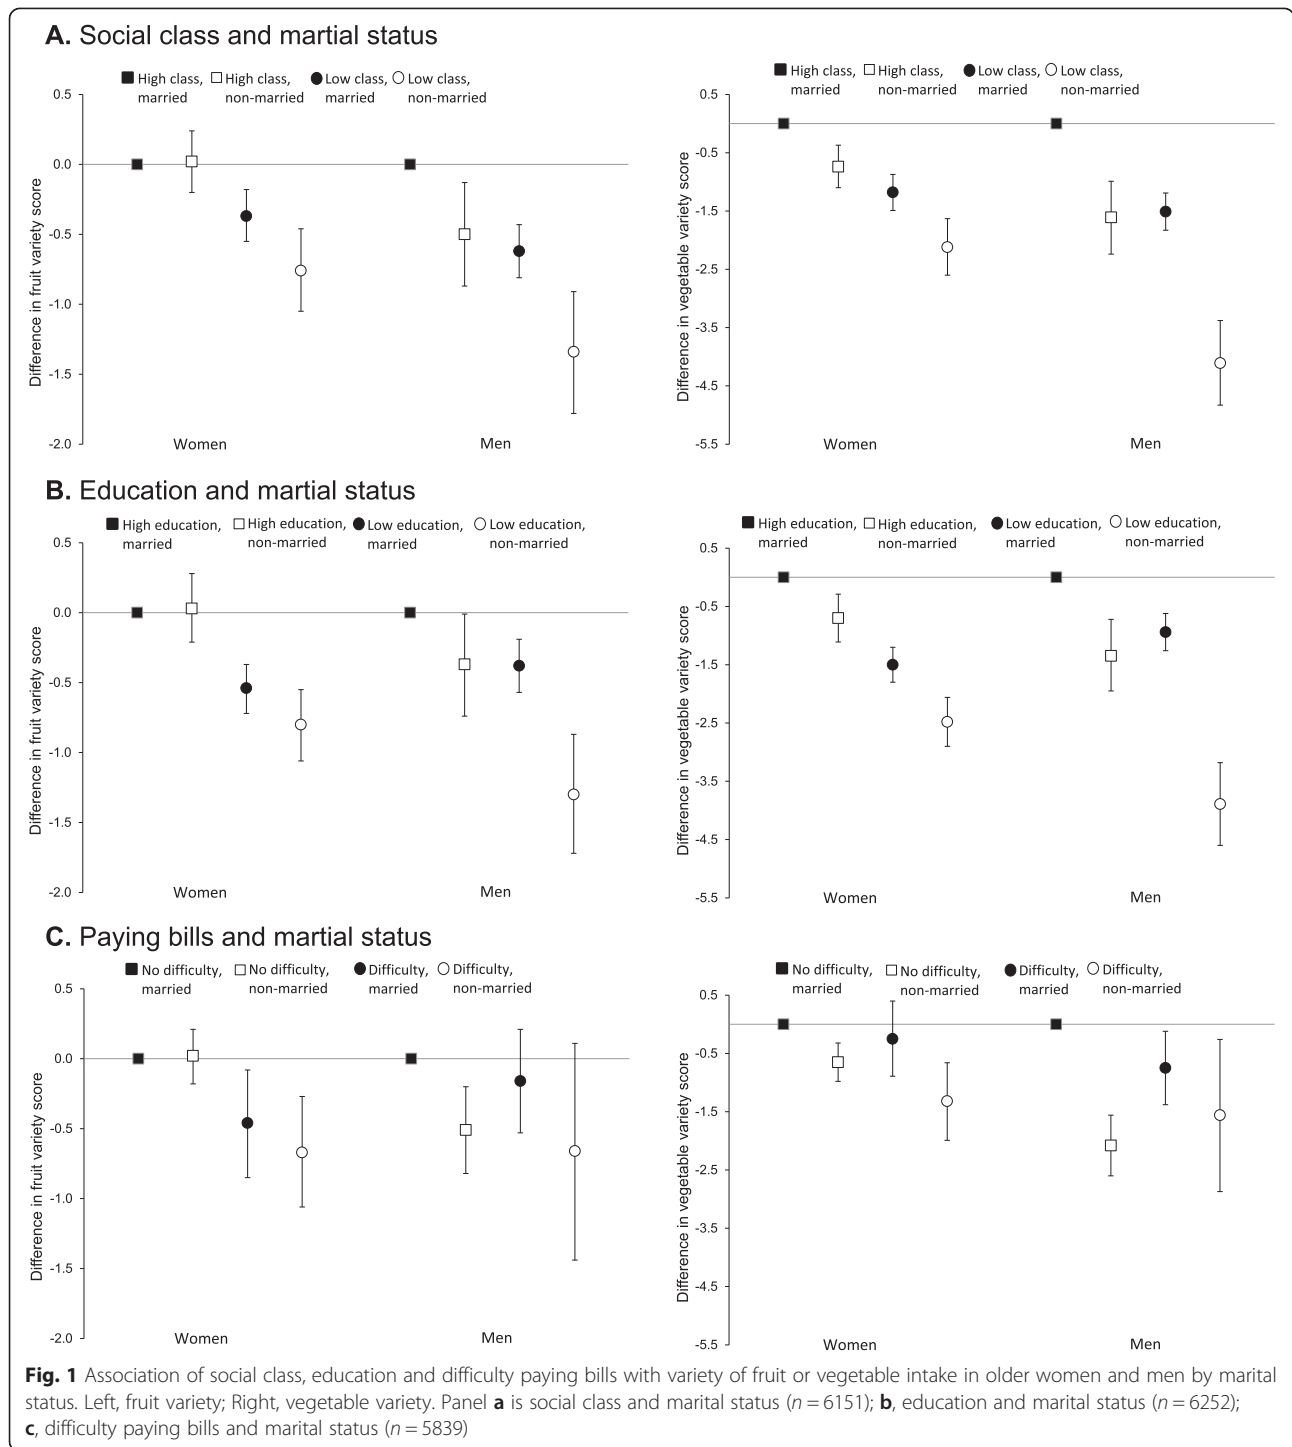 A. Social class and martial status
High class, married
High class, non-married
Low class, married
Low class, non-married
0.5
0.0
-0.5
-1.0
-1.5
-2.0
Difference in fruit variety score
Women
Men
High class, married
High class, non-married
Low class, married
Low class, non-married
0.5
-0.5
-1.5
-2.5
-3.5
-4.5
-5.5
Difference in vegetable variety score
Women
Men
B. Education and martial status
High education, married
High education, non-married
Low education, married
Low education, non-married
0.5
0.0
-0.5
-1.0
-1.5
-2.0
Difference in fruit variety score
Women
Men
High education, married
High education, non-married
Low education, married
Low education, non-married
0.5
-0.5
-1.5
-2.5
-3.5
-4.5
-5.5
Difference in vegetable variety score
Women
Men
C. Paying bills and martial status
No difficulty, married
No difficulty, non-married
Difficulty, married
Difficulty, non-married
0.5
0.0
-0.5
-1.0
-1.5
-2.0
Difference in fruit variety score
Women
Men
No difficulty, married
No difficulty, non-married
Difficulty, married
Difficulty, non-married
0.5
-0.5
-1.5
-2.5
-3.5
-4.5
-5.5
Difference in vegetable variety score
Women
Men
Fig. 1 Association of social class, education and difficulty paying bills with variety of fruit or vegetable intake in older women and men by marital
status. Left, fruit variety; Right, vegetable variety. Panel a is social class and marital status (n = 6151); b, education and marital status (n = 6252);
c, difficulty paying bills and marital status (n = 5839)